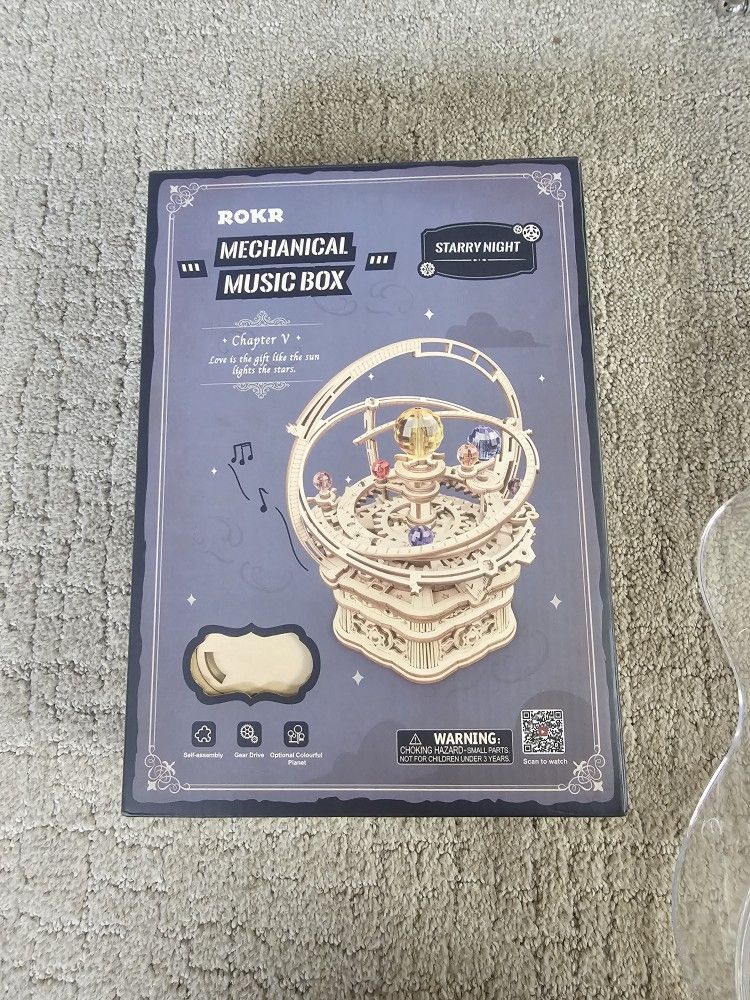 ROKR
MECHANICAL
MUSIC BOX
STARRY NIGHT
Chapter V
Love is the gift like the sun
lights the stars.
Self-assembly
Gear Drive
Optional Colourful
Planet
WARNING:
CHOKING HAZARD-SMALL PARTS.
NOT FOR CHILDREN UNDER 3 YEARS.
Scan to watch